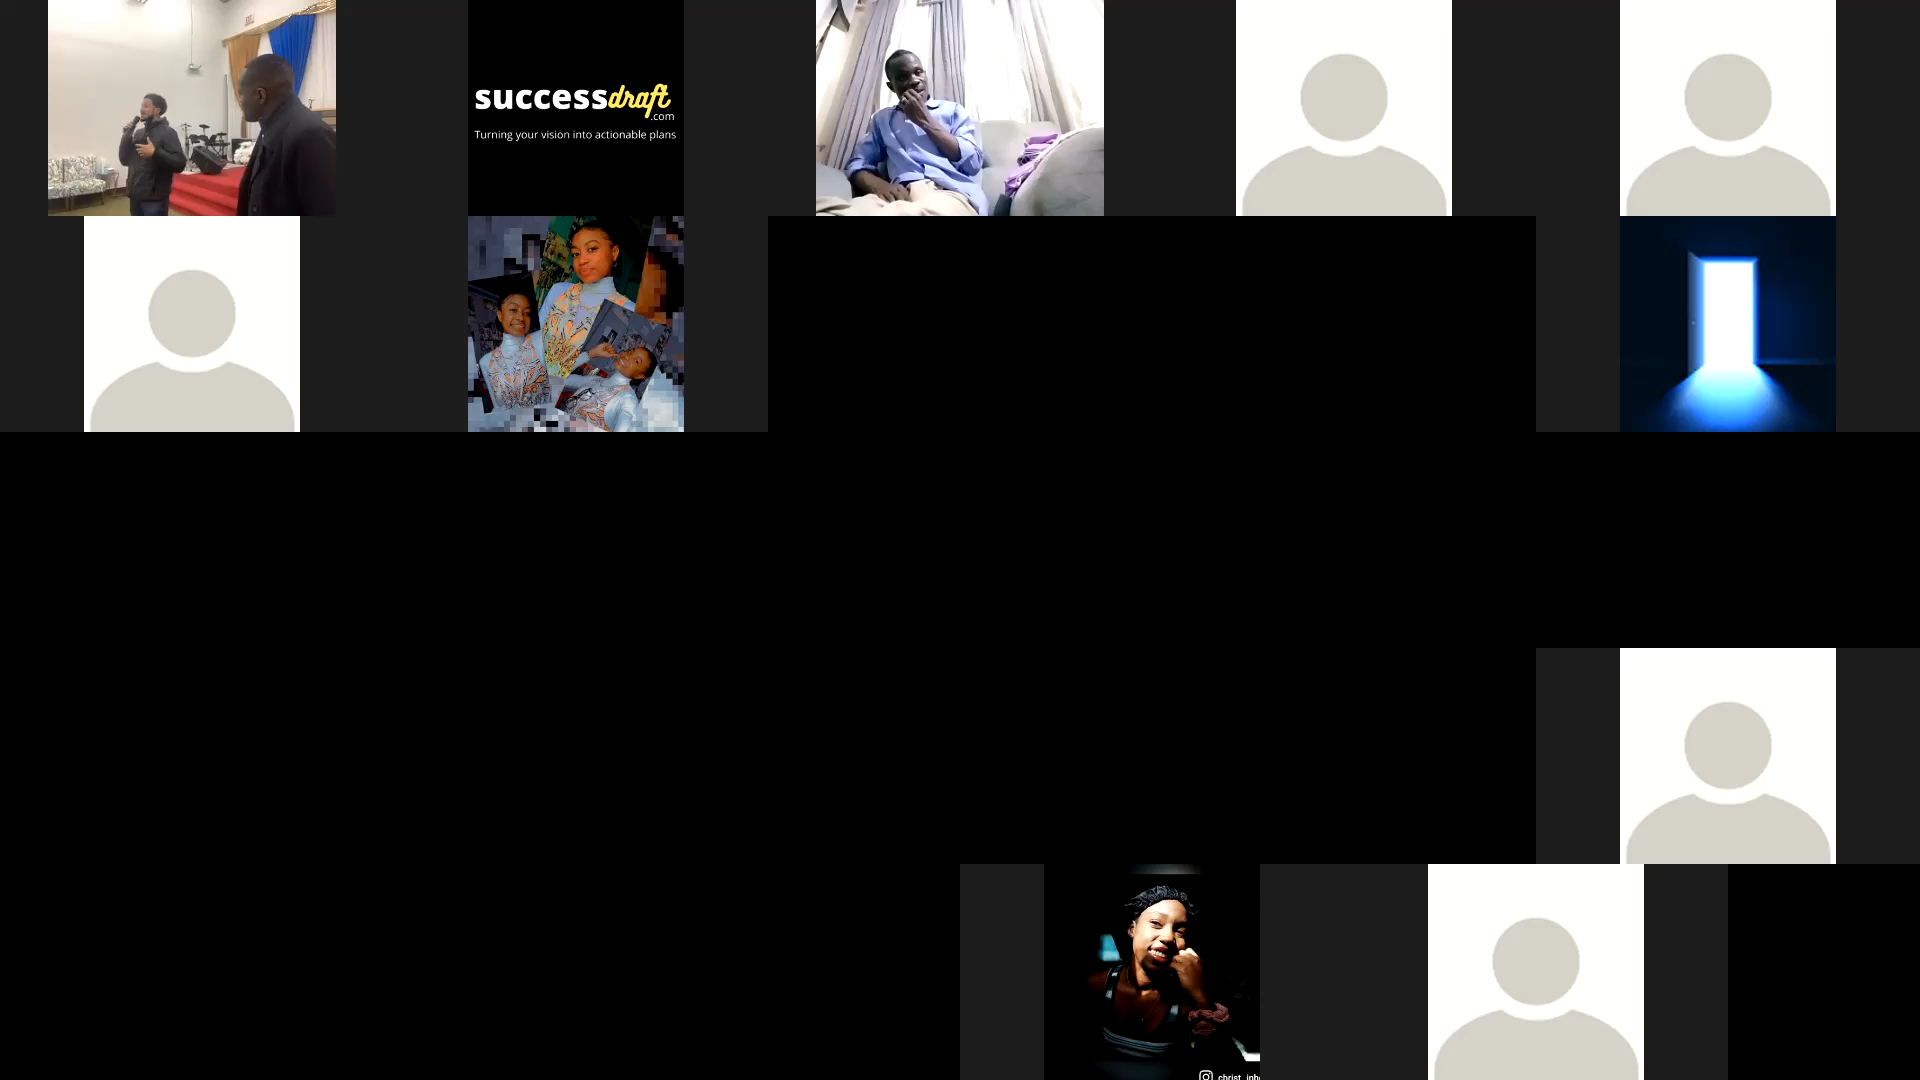 successdraft
.com
Turning your vision into actionable plans